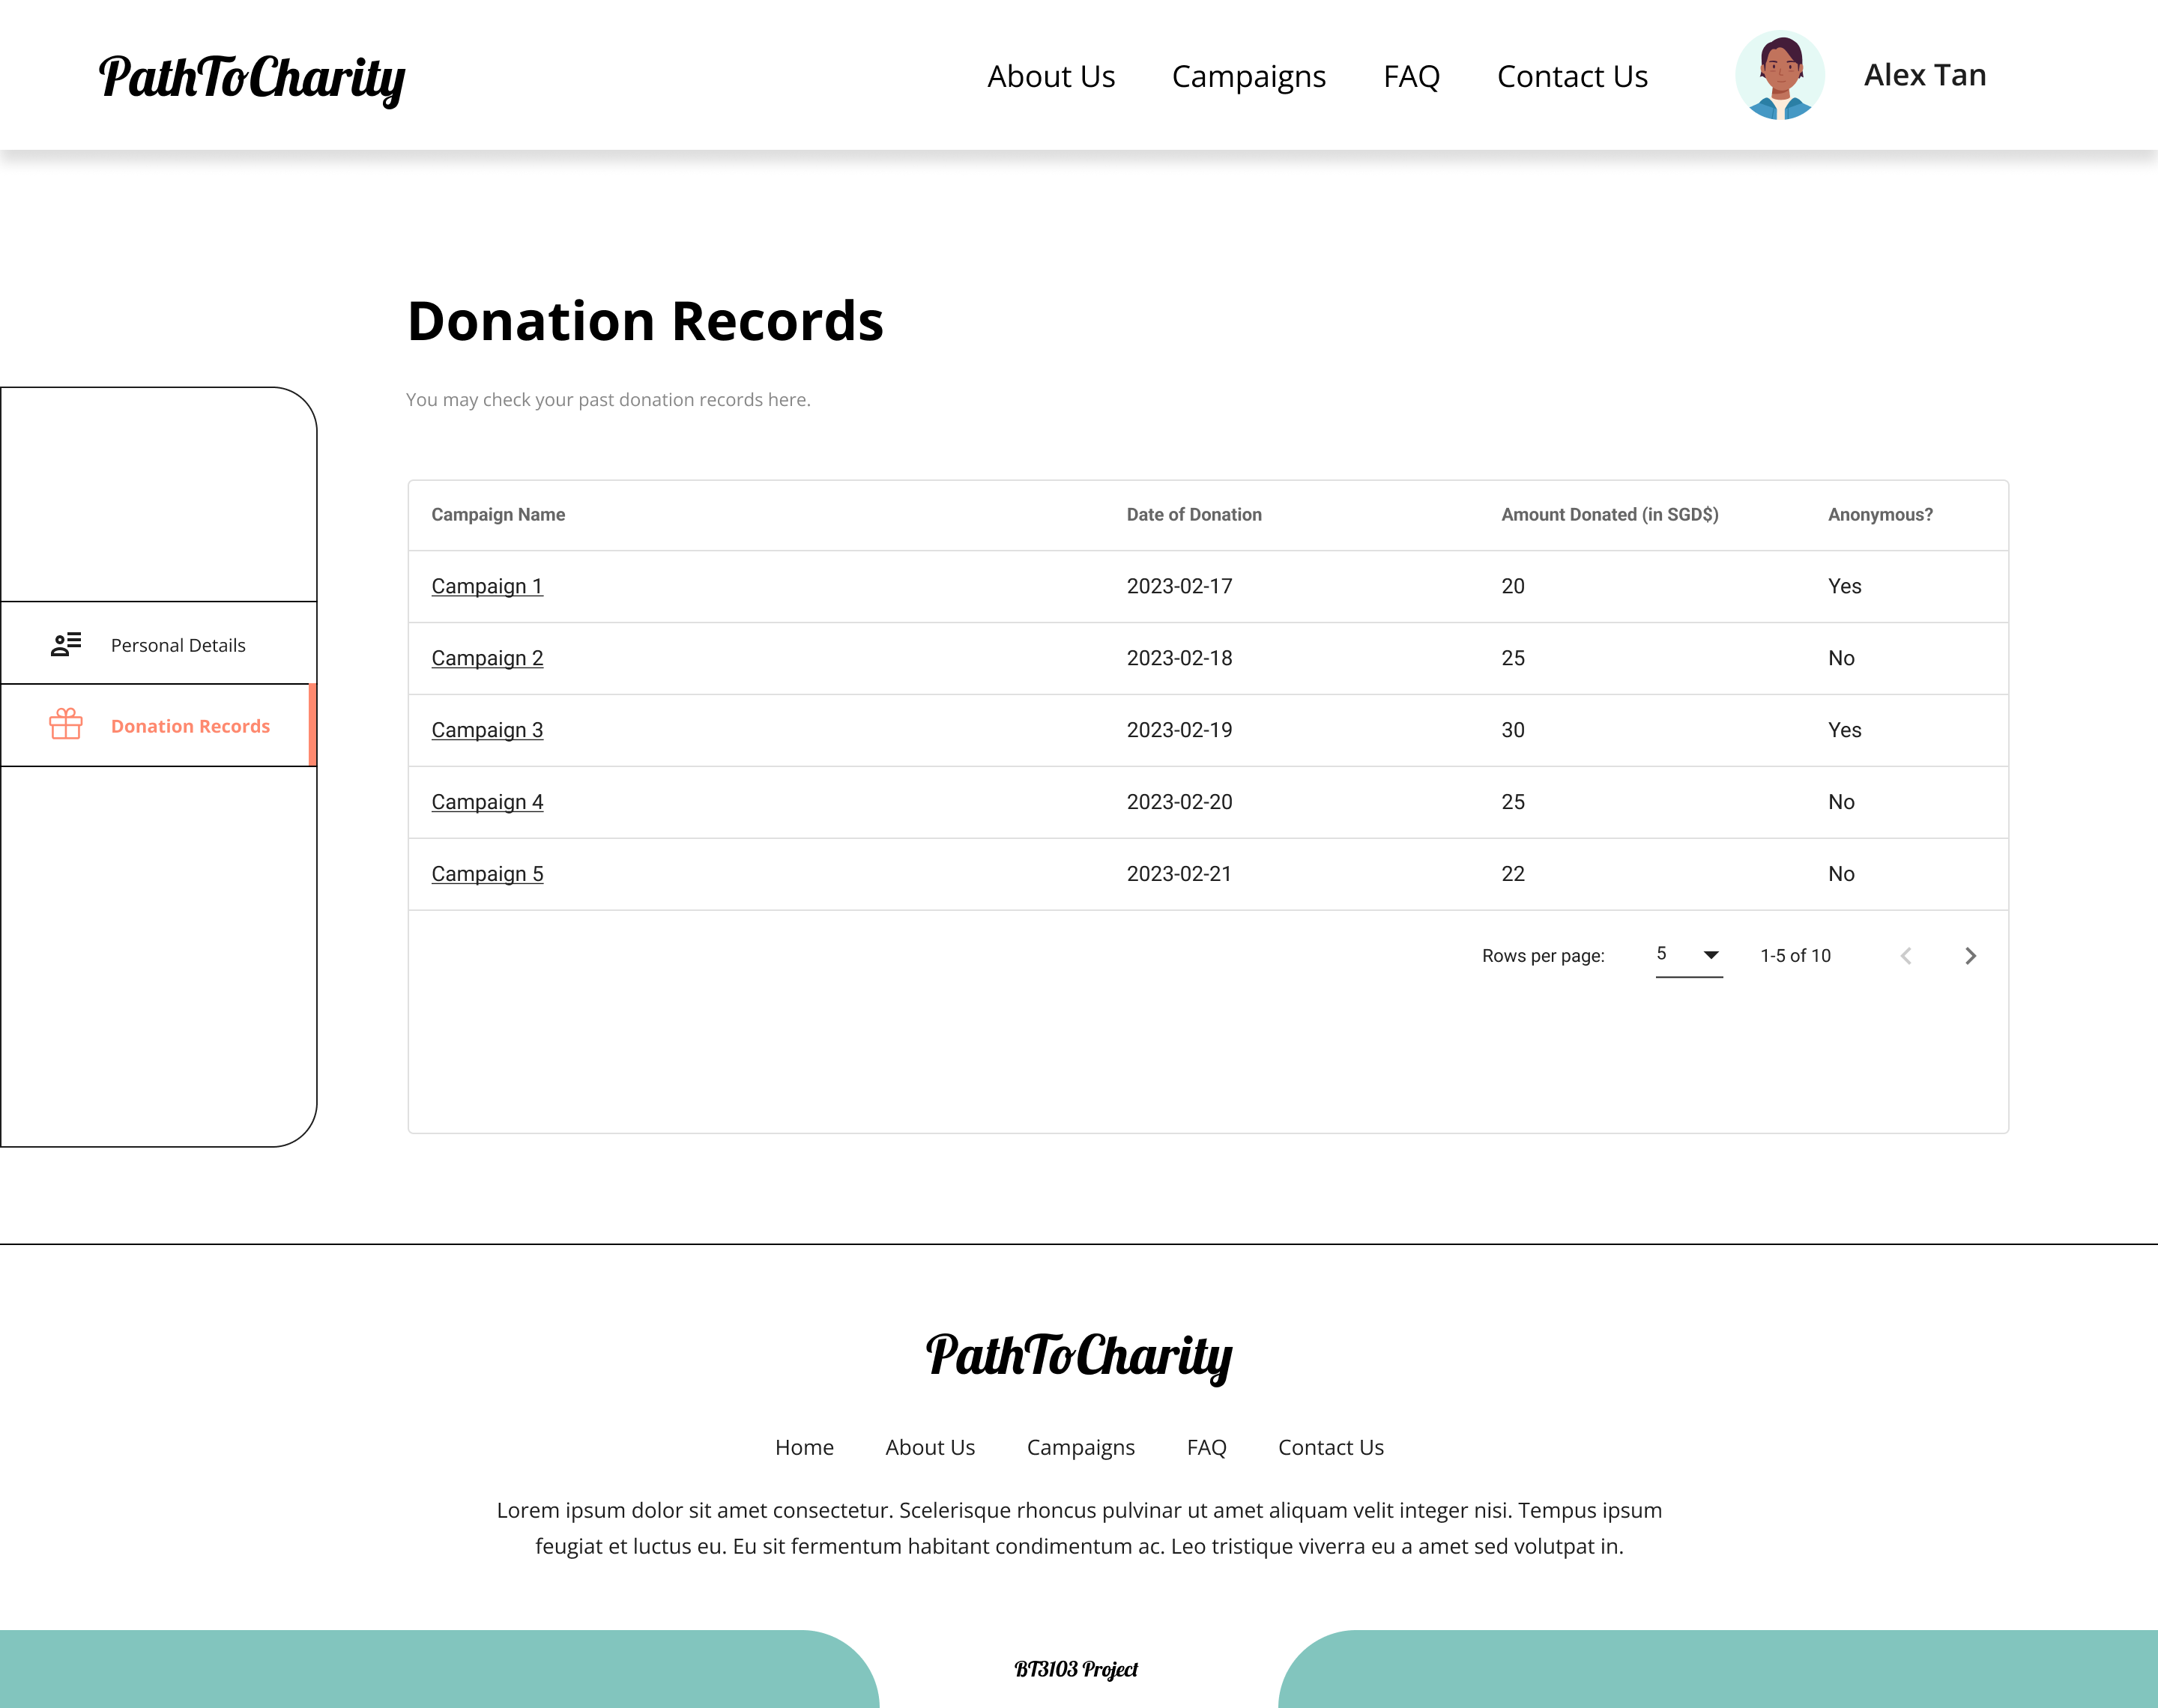 PathToCharity
About Us Campaigns FAQ Contact Us Alex Tan
Donation Records
You may check your past donation records here.
Personal Details
Donation Records
Campaign Name Date of Donation Amount Donated (in SGD$) Anonymous?
Campaign 1 2023-02-17 20 Yes
Campaign 2 2023-02-18 25 No
Campaign 3 2023-02-19 30 Yes
Campaign 4 2023-02-20 25 No
Campaign 5 2023-02-21 22 No
Rows per page: 5 1-5 of 10
PathToCharity
Home About Us Campaigns FAQ Contact Us
Lorem ipsum dolor sit amet consectetur. Scelerisque rhoncus pulvinar ut amet aliquam velit integer nisi. Tempus ipsum
feugiat et luctus eu. Eu sit fermentum habitant condimentum ac. Leo tristique viverra eu a amet sed volutpat in.
BT3103 Project